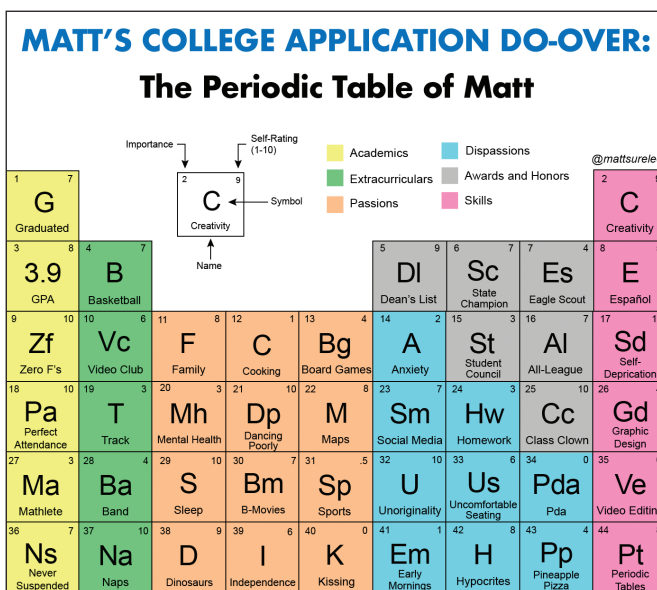 MATT'S COLLEGE APPLICATION DO-OVER:
The Periodic Table of Matt
Importance
Self-Rating
(1-10)
2 9
C
Creativity
Symbol
Name
Academics
Extracurriculars
Passions
Dispassions
Awards and Honors
Skills
@mattsurele
1 7
G
Graduated
2
C
Creativity
3 8
3.9
GPA
4 7
B
Basketball
5 9
Dl
Dean's List
6 7
Sc
State
Champion
7 4
Es
Eagle Scout
8
E
Español
9 10
Zf
Zero F's
10 6
Vc
Video Club
11 8
F
Family
12 1
C
Cooking
13 4
Bg
Board Games
14 2
A
Anxiety
15 3
St
Student
Council
16 7
Al
All-League
17
Sd
Self-
Deprication
18 10
Pa
Perfect
Attendance
19 3
T
Track
20 3
Mh
Mental Health
21 10
Dp
Dancing
Poorly
22 8
M
Maps
23 7
Sm
Social Media
24 3
Hw
Homework
25 10
Cc
Class Clown
26
Gd
Graphic
Design
27 3
Ma
Mathlete
28 4
Ba
Band
29 10
S
Sleep
30 7
Bm
B-Movies
31 .5
Sp
Sports
32 10
U
Unoriginality
33 6
Us
Uncomfortable
Seating
34 0
Pda
Pda
35
Ve
Video Editin
36 7
Ns
Never
Suspended
37 10
Na
Naps
38 9
D
Dinosaurs
39 6
I
Independence
40 0
K
Kissing
41 1
Em
Early
Mornings
42 8
H
Hypocrites
43 4
Pp
Pineapple
Pizza
44
Pt
Periodic
Tables